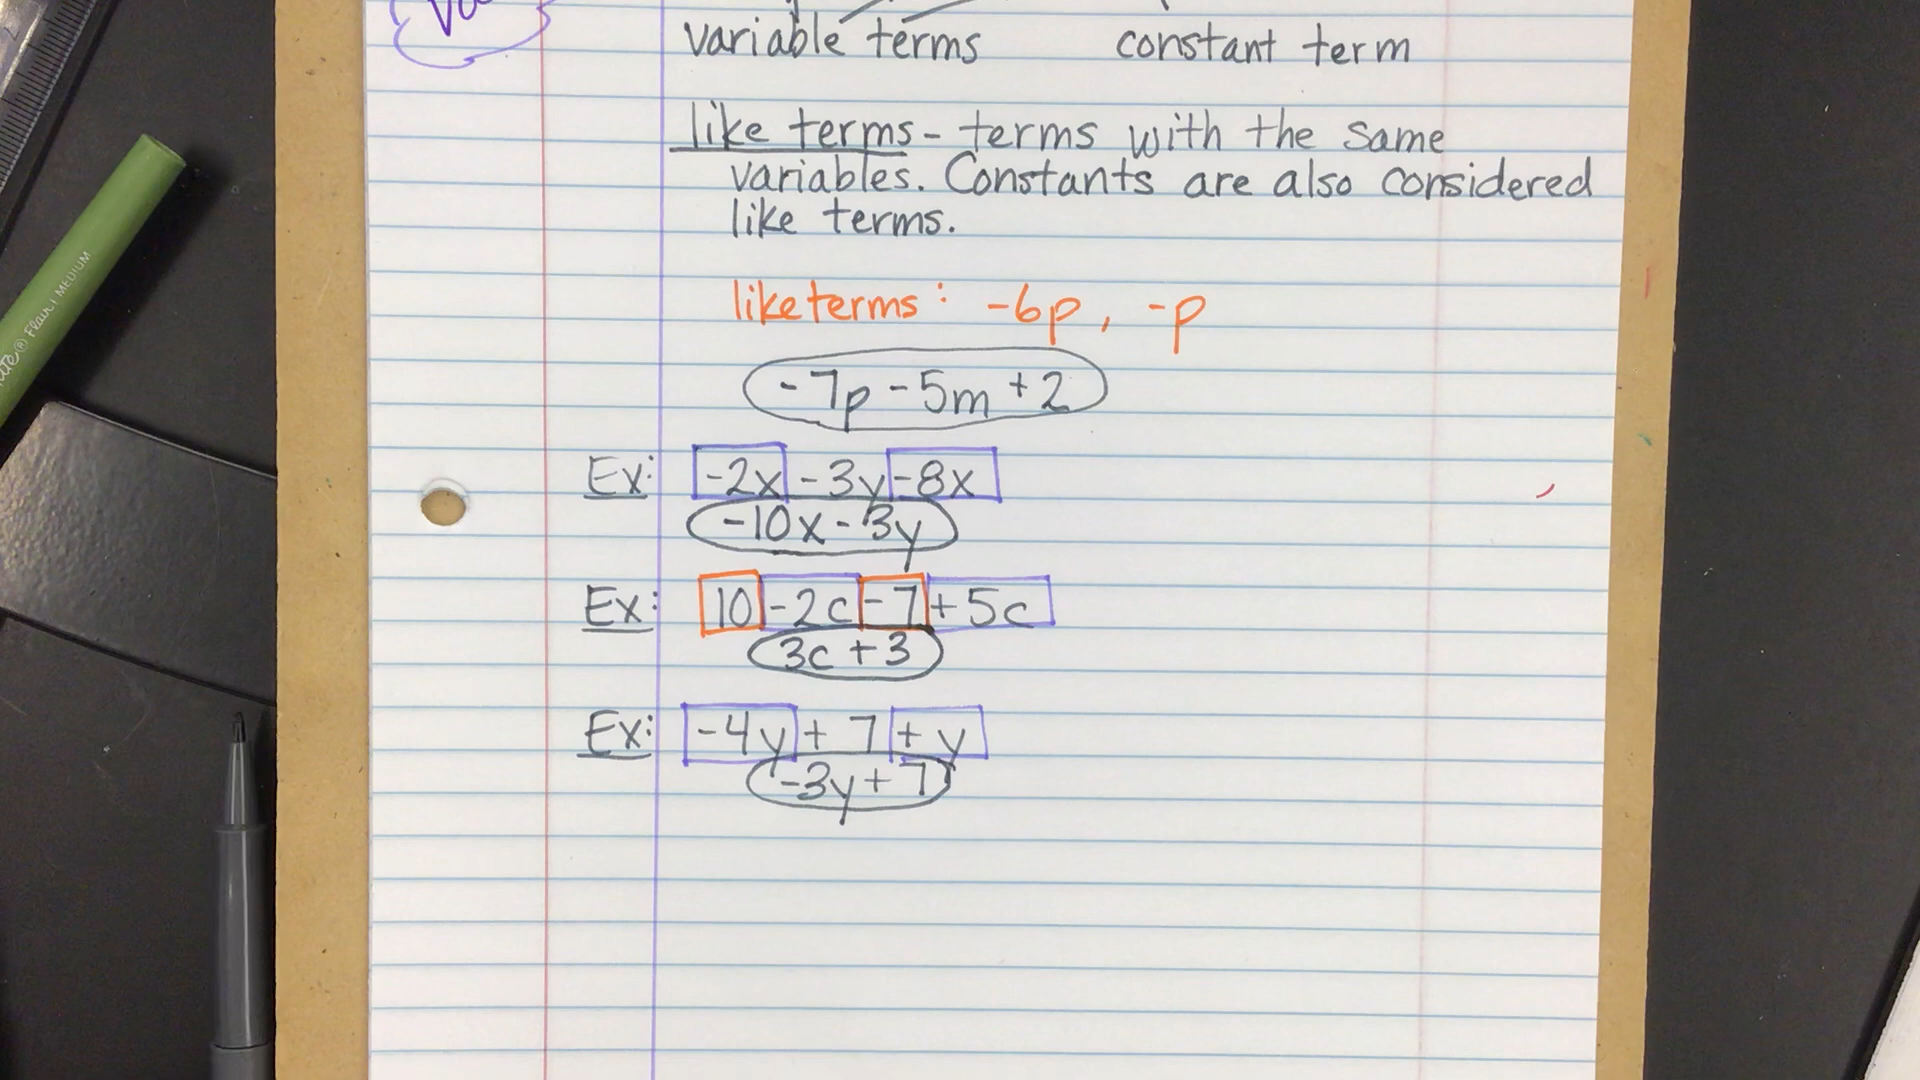 variable terms constant term
like terms - terms with the same
variables. Constants are also considered
like terms.
like terms: -6p, -p
-7p - 5m + 2
Ex: -2x - 3y - 8x
-10x - 3y
Ex: 10 - 2c - 7 + 5c
3c + 3
Ex: -4y + 7 + y
-3y + 7
Flair! MEDIUM